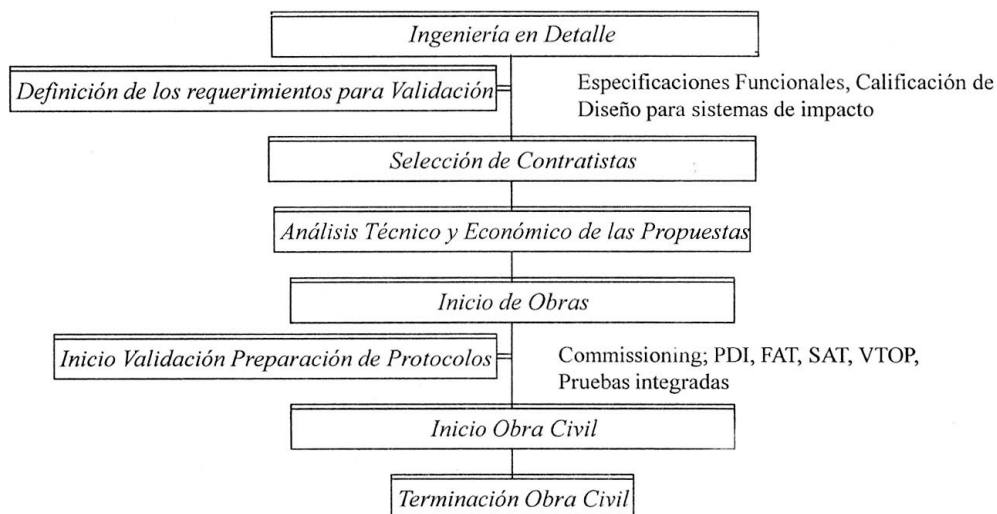 Ingeniería en Detalle
Definición de los requerimientos para Validación
Especificaciones Funcionales, Calificación de
Diseño para sistemas de impacto
Selección de Contratistas
Análisis Técnico y Económico de las Propuestas
Inicio de Obras
Inicio Validación Preparación de Protocolos
Commissioning; PDI, FAT, SAT, VTOP,
Pruebas integradas
Inicio Obra Civil
Terminación Obra Civil